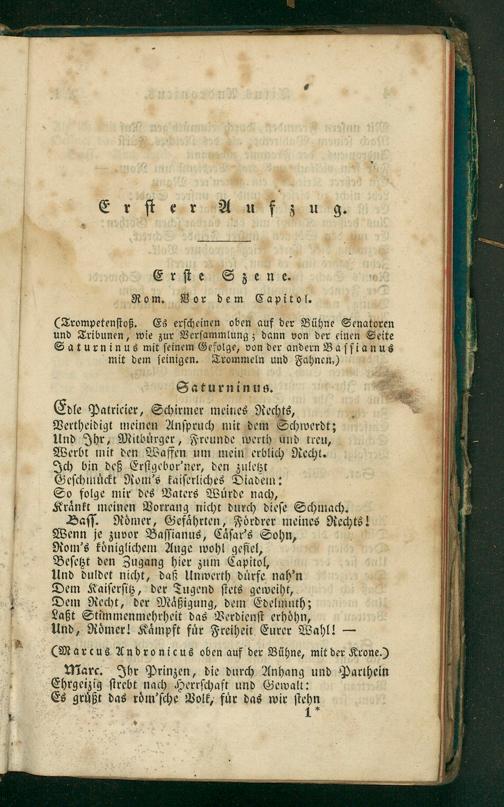 Erster Aufzug.
Erste Szene.
Rom. Vor dem Capitol.
(Trompetenstoß. Es erscheinen oben auf der Bühne Senatoren
und Tribunen, wie zur Versammlung; dann von der einen Seite
Saturninus mit seinem Gefolge, von der andern Bassianus
mit dem seinigen. Trommeln und Fahnen.)
Saturninus.
Edle Patricier, Schirmer meines Rechts,
Vertheidigt meinen Anspruch mit dem Schwerdt;
Und Ihr, Mitbürger, Freunde werth und treu,
Werbt mit den Waffen um mein erblich Recht.
Ich bin deß Erstgebor'ner, den zuletzt
Geschmückt Rom's kaiserliches Diadem:
So folge mir des Vaters Würde nach,
Kränkt meinen Vorrang nicht durch diese Schmach.
Bass. Römer, Gefährten, Fördrer meines Rechts!
Wenn je zuvor Bassianus, Cäsar's Sohn,
Rom's königlichem Auge wohl gefiel,
Besetzt den Zugang hier zum Capitol,
Und duldet nicht, daß Unwerth dürfe nah'n
Dem Kaisersitz, der Tugend stets geweiht,
Dem Recht, der Mäßigung, dem Edelmuth;
Laßt Stimmenmehrheit das Verdienst erhöhn,
Und, Römer! Kämpft für Freiheit Eurer Wahl! —
(Marcus Andronicus oben auf der Bühne, mit der Krone.)
Marc. Ihr Prinzen, die durch Anhang und Parthein
Ehrgeizig strebt nach Herrschaft und Gewalt:
Es grüßt das röm'sche Volk, für das wir stehn
1*